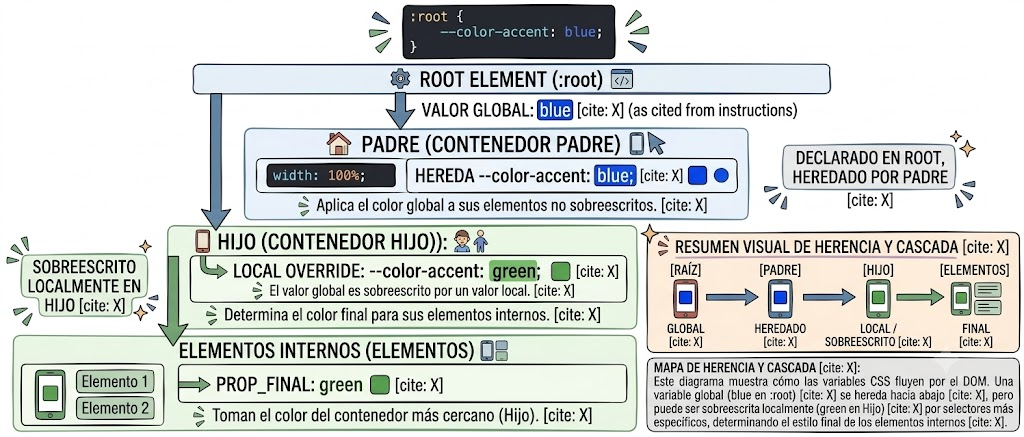 :root {
--color-accent: blue;
}
ROOT ELEMENT (:root) </>
VALOR GLOBAL: blue [cite: X] (as cited from instructions)
PADRE (CONTENEDOR PADRE)
width: 100%;
HEREDA --color-accent: blue; [cite: X]
Aplica el color global a sus elementos no sobreescritos. [cite: X]
DECLARADO EN ROOT,
HEREDADO POR PADRE
[cite: X]
HIJO (CONTENEDOR HIJO)):
LOCAL OVERRIDE: --color-accent: green; [cite: X]
El valor global es sobreescrito por un valor local. [cite: X]
Determina el color final para sus elementos internos. [cite: X]
SOBREESCRITO
LOCALMENTE EN
HIJO [cite: X]
ELEMENTOS INTERNOS (ELEMENTOS)
Elemento 1
Elemento 2
PROP_FINAL: green [cite: X]
Toman el color del contenedor más cercano (Hijo). [cite: X]
RESUMEN VISUAL DE HERENCIA Y CASCADA [cite: X]
[RAÍZ] [PADRE] [HIJO] [ELEMENTOS]
GLOBAL HEREDADO LOCAL / FINAL
[cite: X] [cite: X] SOBREESCRITO [cite: X] [cite: X]
MAPA DE HERENCIA Y CASCADA [cite: X]:
Este diagrama muestra cómo las variables CSS fluyen por el DOM. Una
variable global (blue en :root) [cite: X] se hereda hacia abajo [cite: X], pero
puede ser sobrescrita localmente (green en Hijo) [cite: X] por selectores más
específicos, determinando el estilo final de los elementos internos [cite: X].